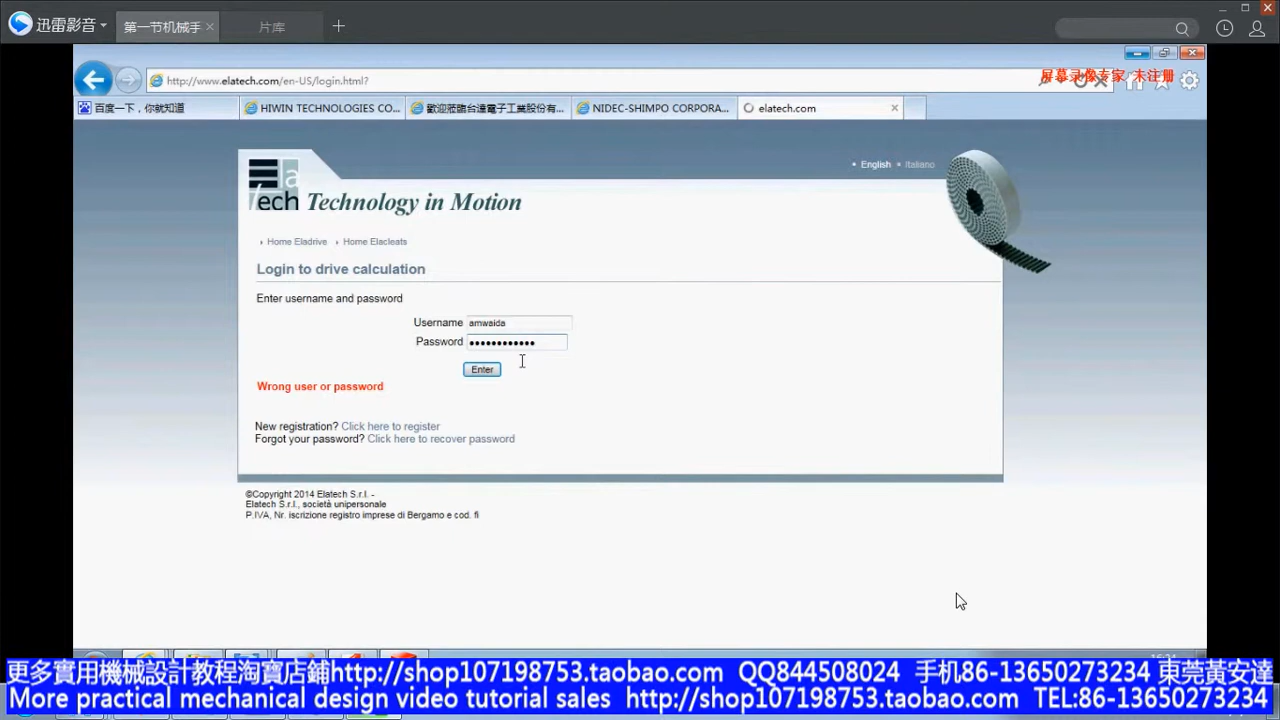 迅雷影音
第一节机械手
片库
http://www.elatech.com/en-US/login.html?
屏幕录像专家 未注册
百度一下，你就知道
HIWIN TECHNOLOGIES CO...
歡迎蒞臨台達電子工業股份有...
NIDEC-SHIMPO CORPORA...
elatech.com
English
Italiano
ela
tech
Technology in Motion
Home Eladrive
Home Elacleats
Login to drive calculation
Enter username and password
Username amwaida
Password ••••••••••••
Enter
Wrong user or password
New registration? Click here to register
Forgot your password? Click here to recover password
©Copyright 2014 Elatech S.r.l. -
Elatech S.r.l., società unipersonale
P.IVA, Nr. iscrizione registro imprese di Bergamo e cod. fi
更多實用機械設計教程淘寶店鋪http://shop107198753.taobao.com QQ844508024 手机86-13650273234 東莞黃安達
More practical mechanical design video tutorial sales http://shop107198753.taobao.com TEL:86-13650273234